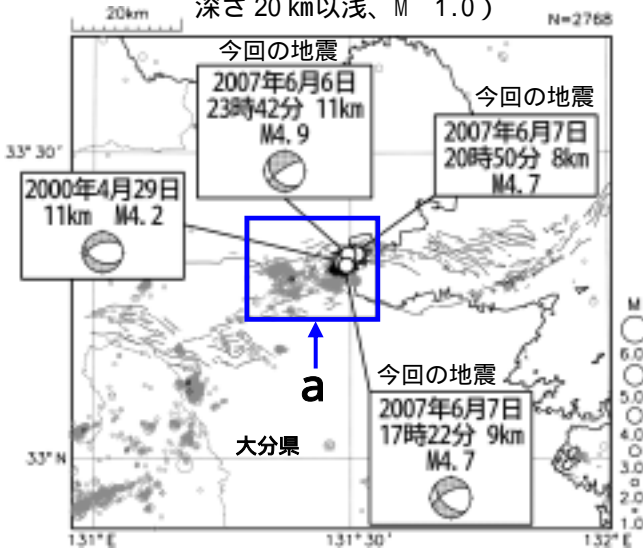 20km
深さ 20 km以浅、M 1.0）
N=2768
今回の地震
2007年6月6日
23時42分 11km
M4.9
今回の地震
2007年6月7日
20時50分 8km
M4.7
33°30'
2000年4月29日
11km M4.2
a
今回の地震
2007年6月7日
17時22分 9km
M4.7
大分県
33°N
M
6.0
5.0
4.0
3.0
2.0
1.0
131°E
131°30'
132°E